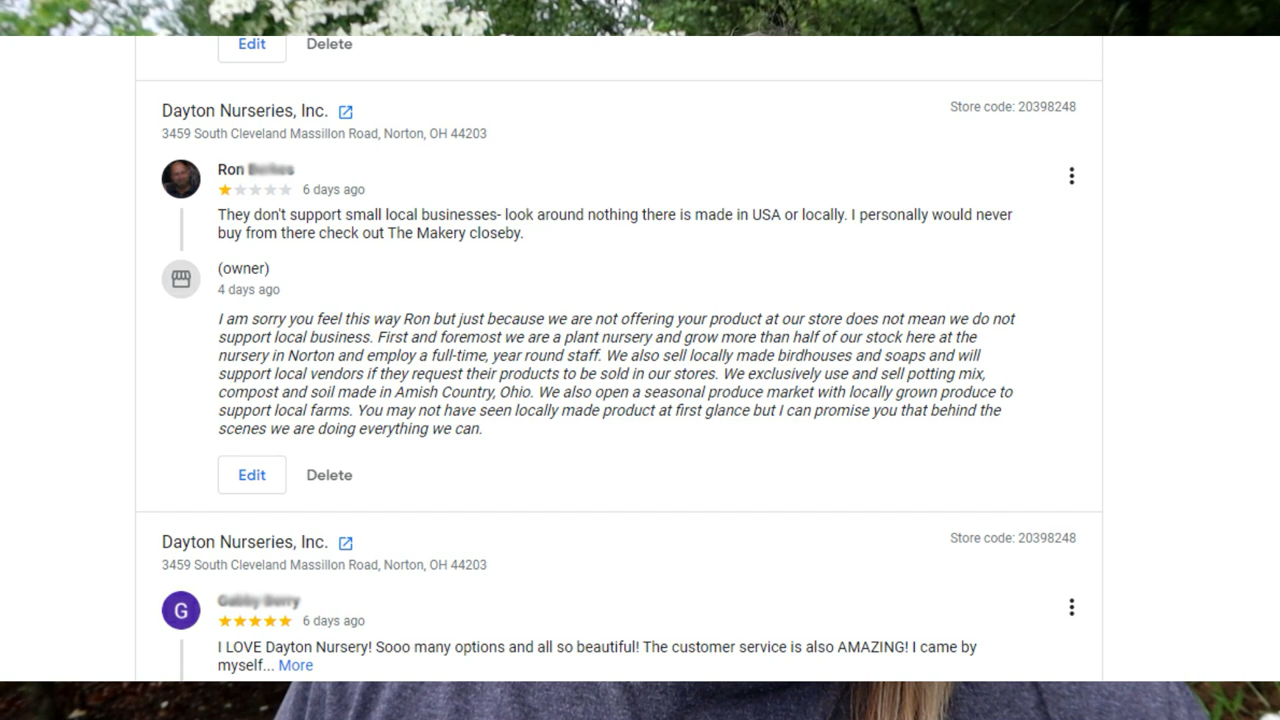 Edit Delete
Dayton Nurseries, Inc.
Store code: 20398248
3459 South Cleveland Massillon Road, Norton, OH 44203
Ron
6 days ago
They don't support small local businesses- look around nothing there is made in USA or locally. I personally would never
buy from there check out The Makery closeby.
(owner)
4 days ago
I am sorry you feel this way Ron but just because we are not offering your product at our store does not mean we do not
support local business. First and foremost we are a plant nursery and grow more than half of our stock here at the
nursery in Norton and employ a full-time, year round staff. We also sell locally made birdhouses and soaps and will
support local vendors if they request their products to be sold in our stores. We exclusively use and sell potting mix,
compost and soil made in Amish Country, Ohio. We also open a seasonal produce market with locally grown produce to
support local farms. You may not have seen locally made product at first glance but I can promise you that behind the
scenes we are doing everything we can.
Edit Delete
Dayton Nurseries, Inc.
Store code: 20398248
3459 South Cleveland Massillon Road, Norton, OH 44203
G
6 days ago
I LOVE Dayton Nursery! Sooo many options and all so beautiful! The customer service is also AMAZING! I came by
myself... More